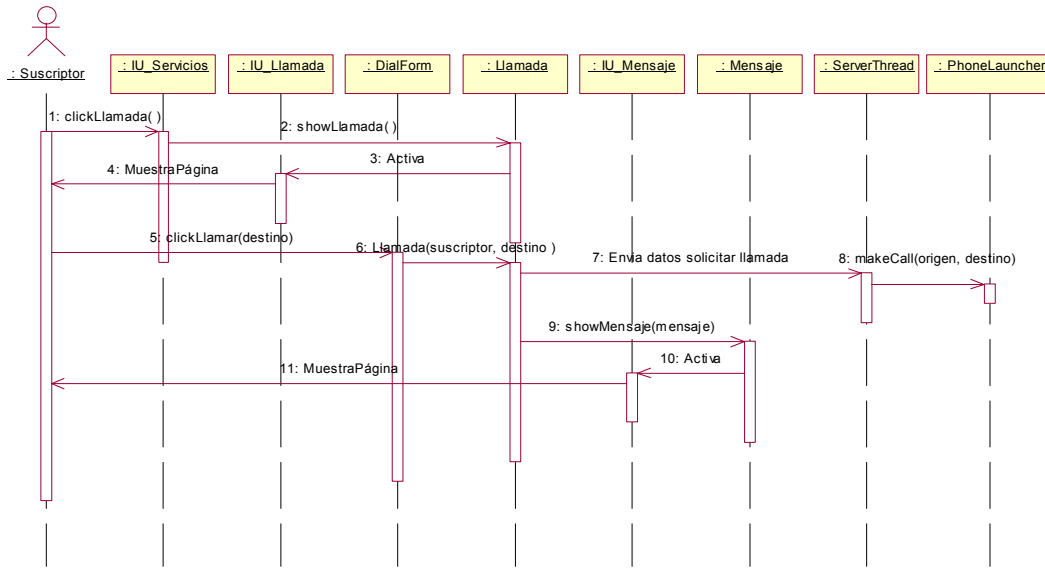 : Suscriptor
: IU_Servicios
: IU_Llamada
: DialForm
: Llamada
: IU_Mensaje
: Mensaje
: ServerThread
: PhoneLauncher
1: clickLlamada( )
2: showLlamada( )
3: Activa
4: MuestraPágina
5: clickLlamar(destino)
6: Llamada(suscriptor, destino )
7: Envia datos solicitar llamada
8: makeCall(origen, destino)
9: showMensaje(mensaje)
10: Activa
11: MuestraPágina